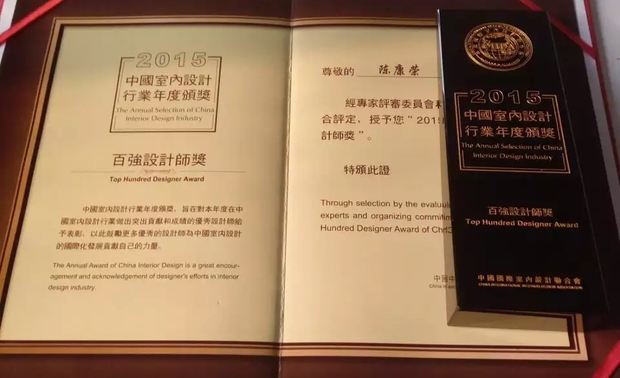 2015
中國室內設計
行業年度頒獎
The Annual Selection of China
Interior Design Industry
百強設計師獎
Top Hundred Designer Award
中國室內設計行業年度頒獎，旨在對本年度在中
國室內設計行業做出突出貢獻和成績的優秀設計師給
予表彰，以此鼓勵更多優秀的設計師為中國室內設計
的國際化發展貢獻自己的力量。
The Annual Award of China Interior Design is a great encour-
agement and acknowledgement of designer's efforts in interior
design industry.
尊敬的 陈康荣
經專家評審委員會
合評定，授予您“2015
計師獎”。
特頒此證
Through selection by the
experts and organizing
Hundred Designer Award of
中國
2015
中國室內設計
行業年度頒獎
The Annual Selection of China
Interior Design Industry
百強設計師獎
Top Hundred Designer Award
中國國際室內設計聯合會